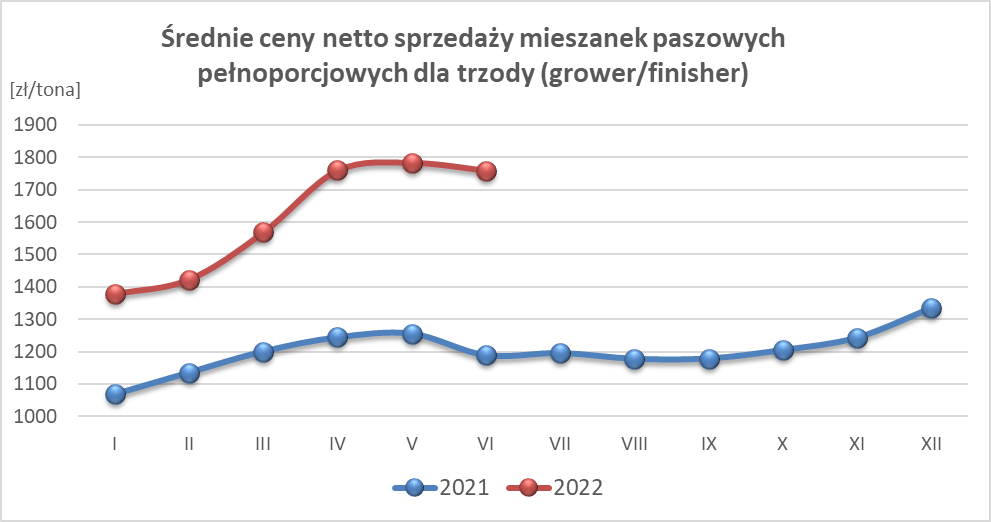 Średnie ceny netto sprzedaży mieszanek paszowych
pełnoporcjowych dla trzody (grower/finisher)
[zł/tona]
1900
1800
1700
1600
1500
1400
1300
1200
1100
1000
I II III IV V VI VII VIII IX X XI XII
2021 2022